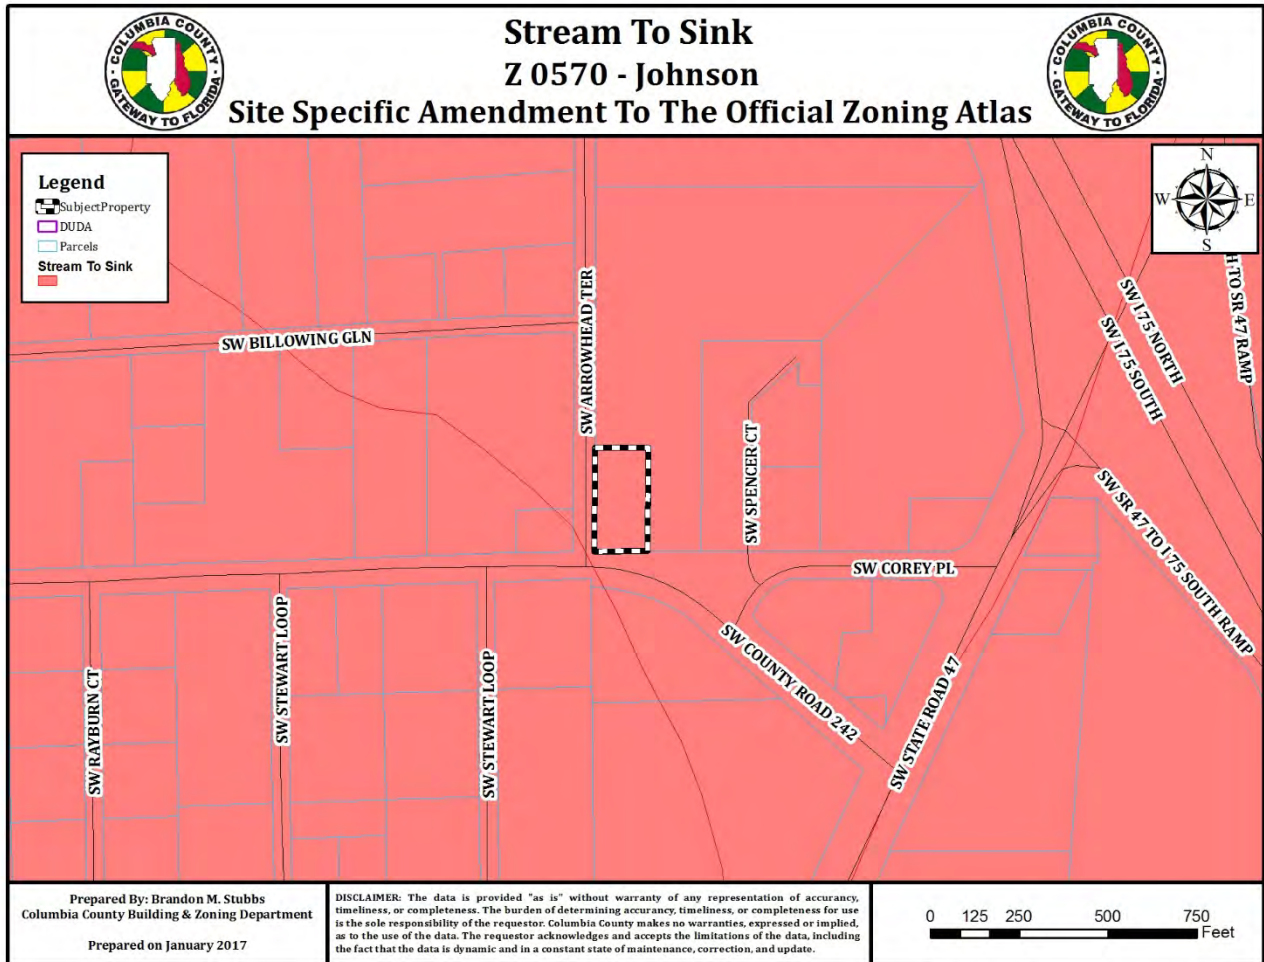 Stream To Sink
Z 0570 - Johnson
Site Specific Amendment To The Official Zoning Atlas
COLUMBIA COUNTY
GATEWAY TO FLORIDA
COLUMBIA COUNTY
GATEWAY TO FLORIDA
Legend
SubjectProperty
DUDA
Parcels
Stream To Sink
N
W
E
S
SW BILLOWING GLN
SW ARROWHEAD TER
SW SPENCER CT
SW I 75 NORTH
SW I 75 SOUTH
H TO SR 47 RAMP
SW SR 47 TO I 75 SOUTH RAMP
SW COREY PL
SW COUNTY ROAD 242
SW STATE ROAD 47
SW RAYBURN CT
SW STEWART LOOP
SW STEWART LOOP
Prepared By: Brandon M. Stubbs
Columbia County Building & Zoning Department
Prepared on January 2017
DISCLAIMER: The data is provided "as is" without warranty of any representation of accurancy,
timeliness, or completeness. The burden of determining accurancy, timeliness, or completeness for use
is the sole responsibility of the requestor. Columbia County makes no warranties, expressed or implied,
as to the use of the data. The requestor acknowledges and accepts the limitations of the data, including
the fact that the data is dynamic and in a constant state of maintenance, correction, and update.
0 125 250 500 750
Feet